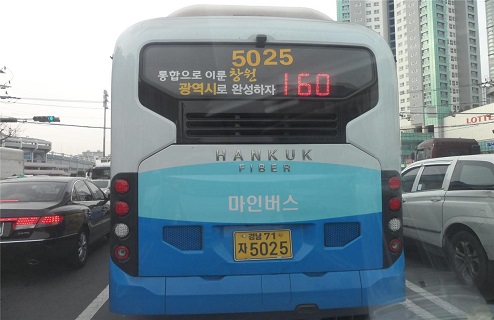 5025
통합으로 이룬 창원
광역시로 완성하자
160
HANKUK
FIBER
마인버스
경남 71
자 5025
LOTTE